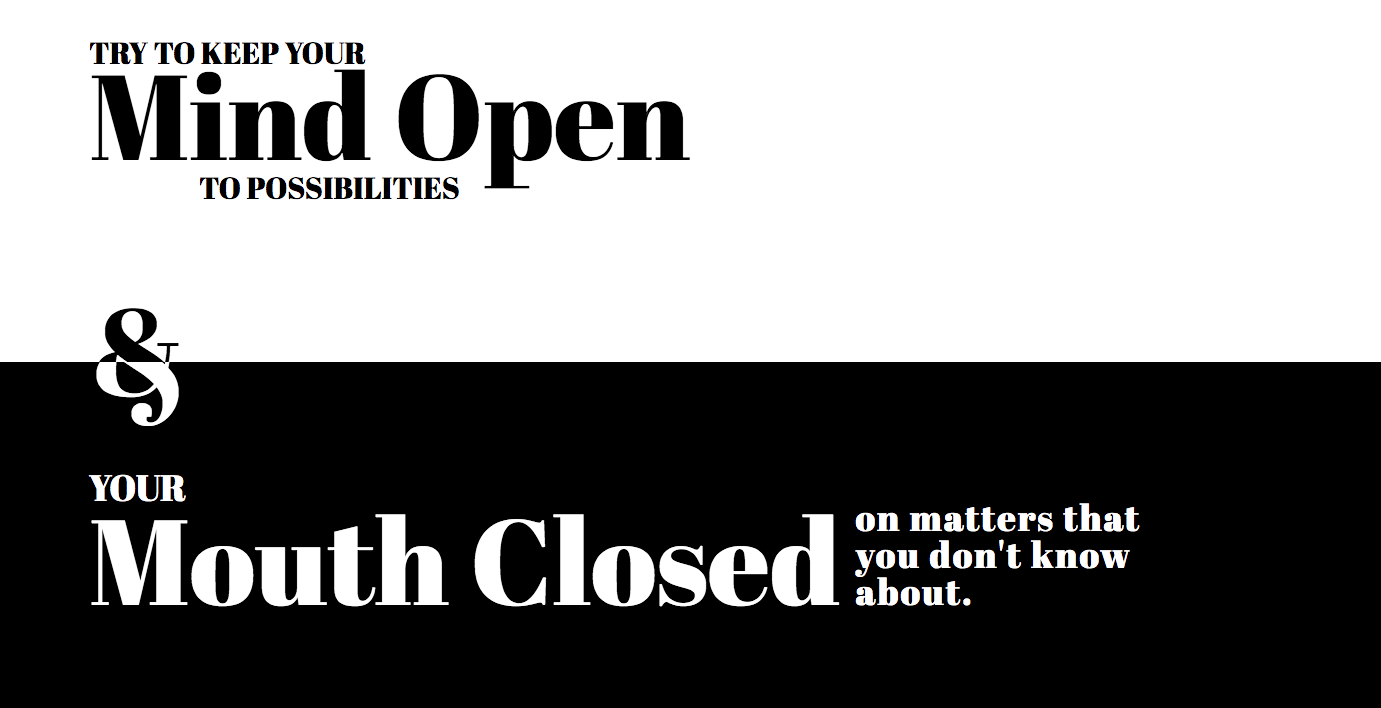 TRY TO KEEP YOUR
Mind Open
TO POSSIBILITIES
&
YOUR
Mouth Closed
on matters that
you don't know
about.